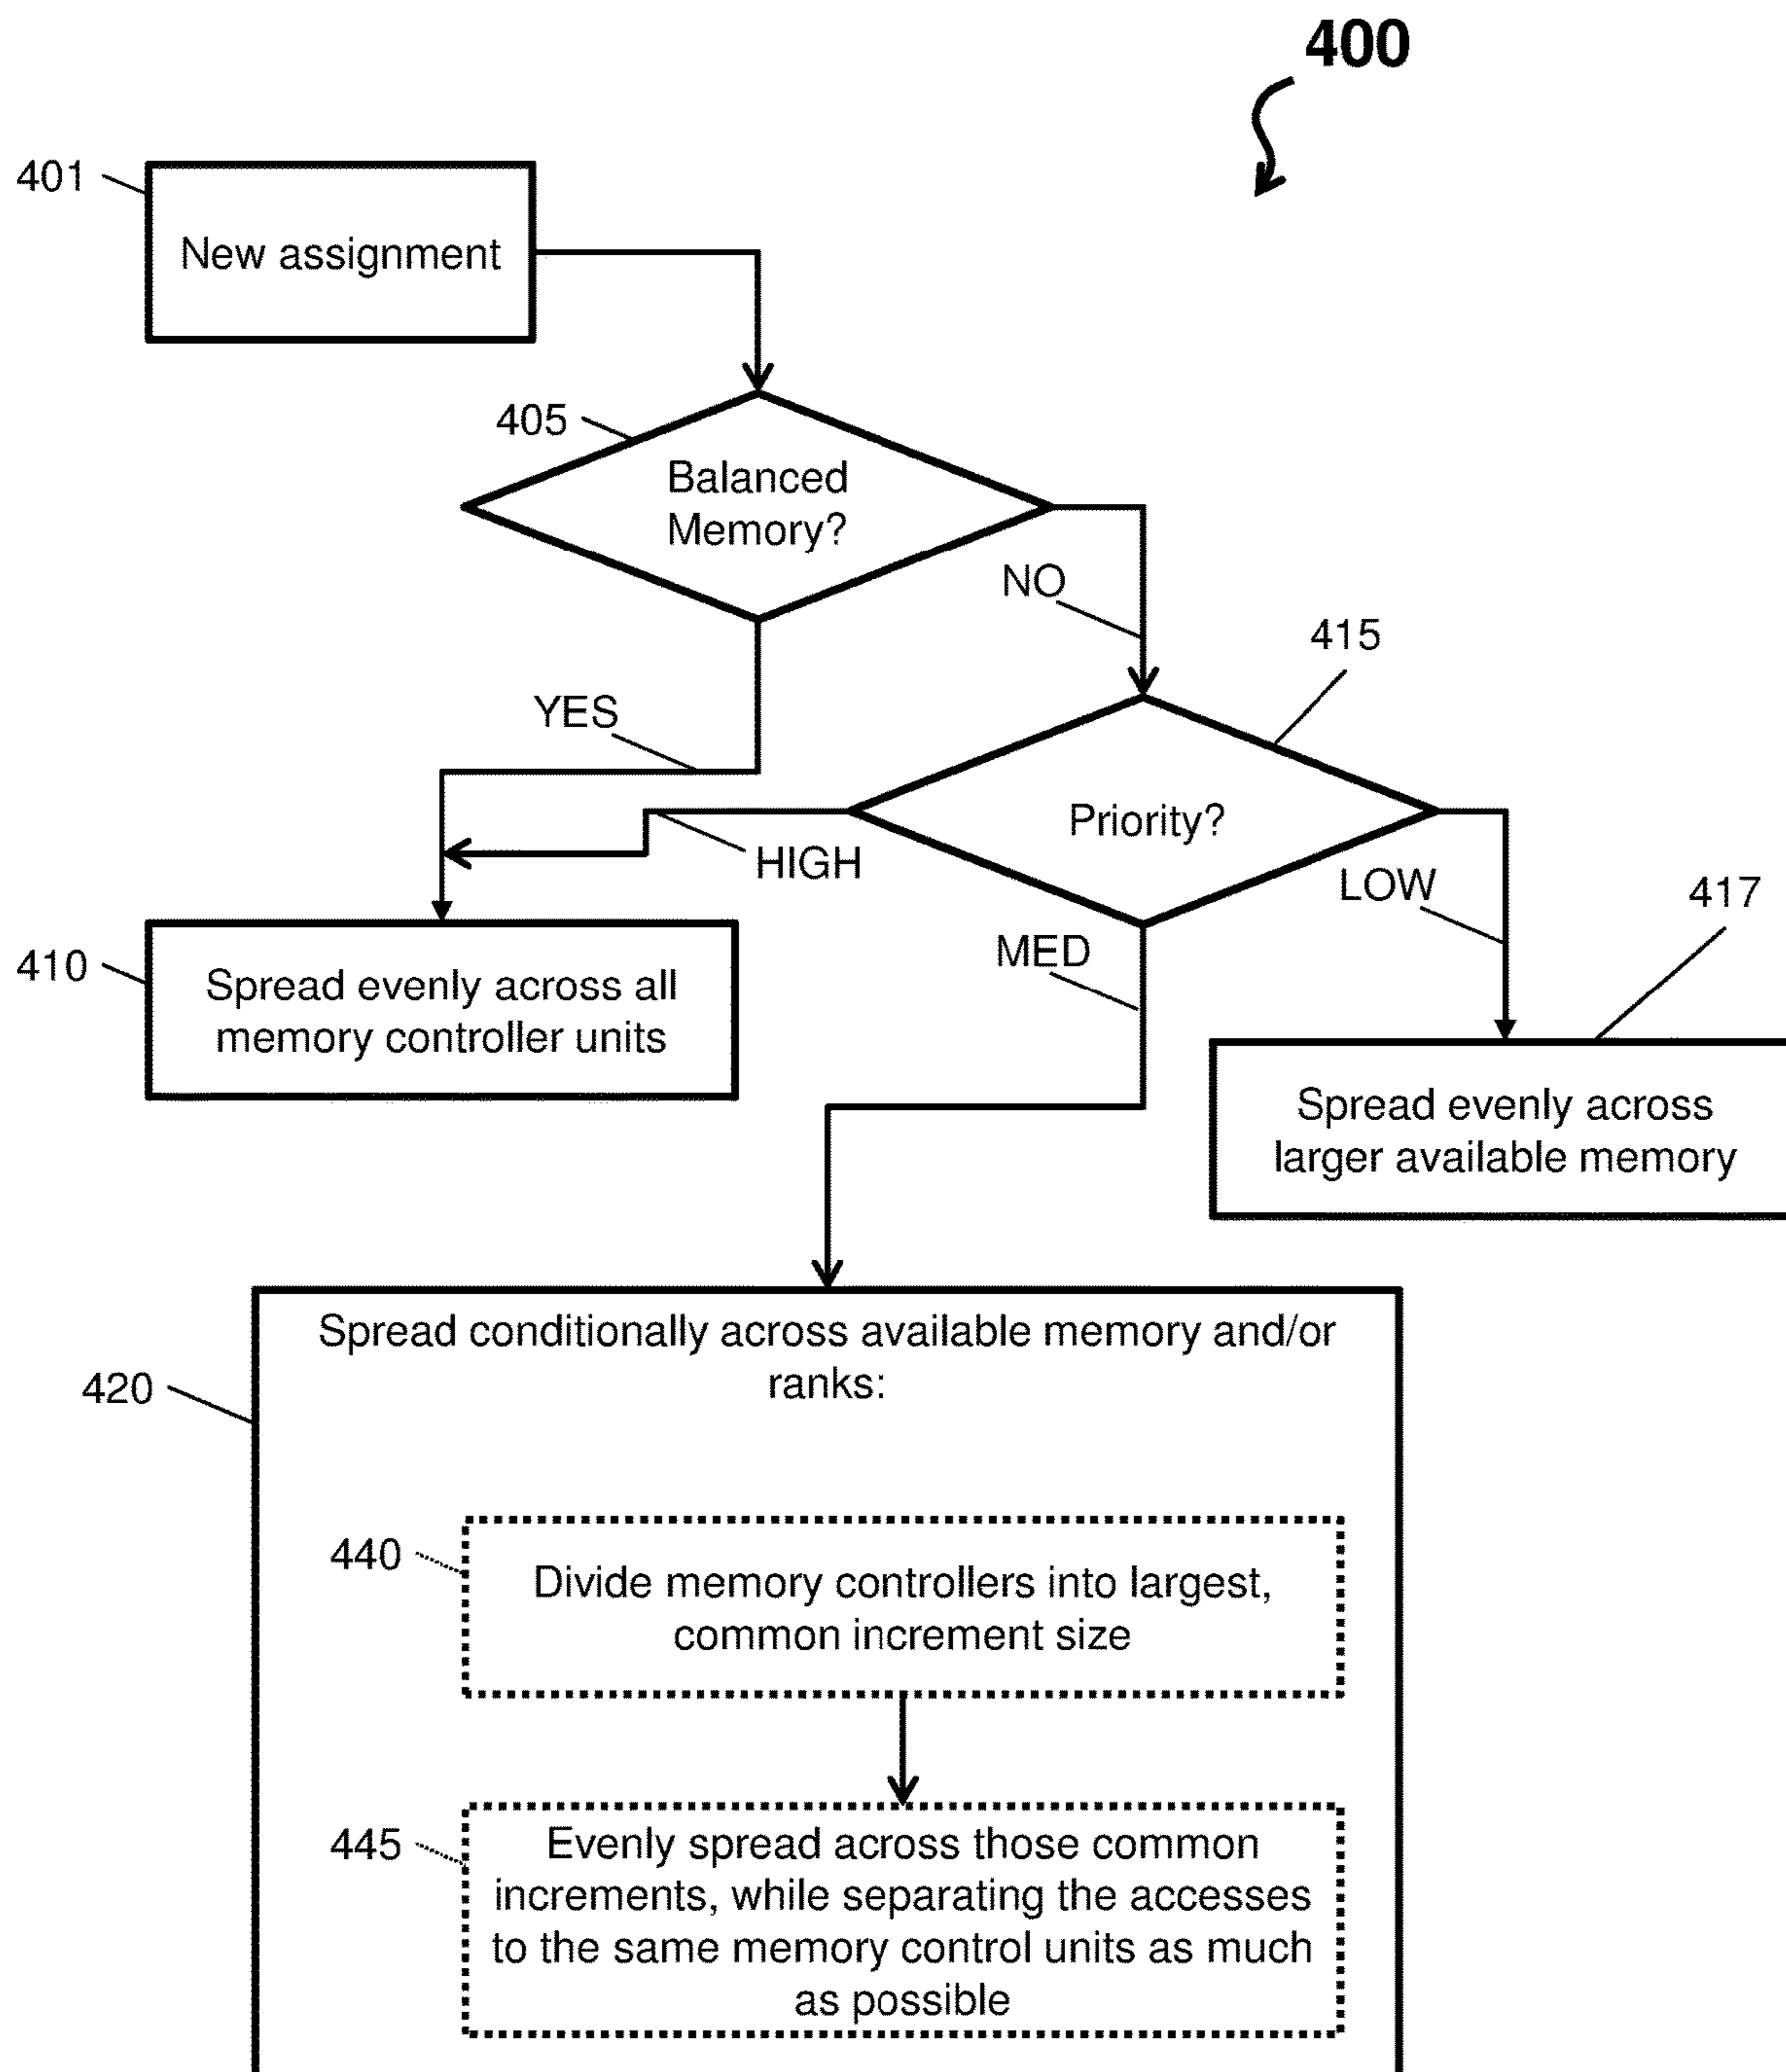 400
401
New assignment
405
Balanced
Memory?
NO
415
YES
Priority?
HIGH
LOW
417
MED
410
Spread evenly across all
memory controller units
Spread evenly across
larger available memory
Spread conditionally across available memory and/or
ranks:
420
440
Divide memory controllers into largest,
common increment size
445
Evenly spread across those common
increments, while separating the accesses
to the same memory control units as much
as possible